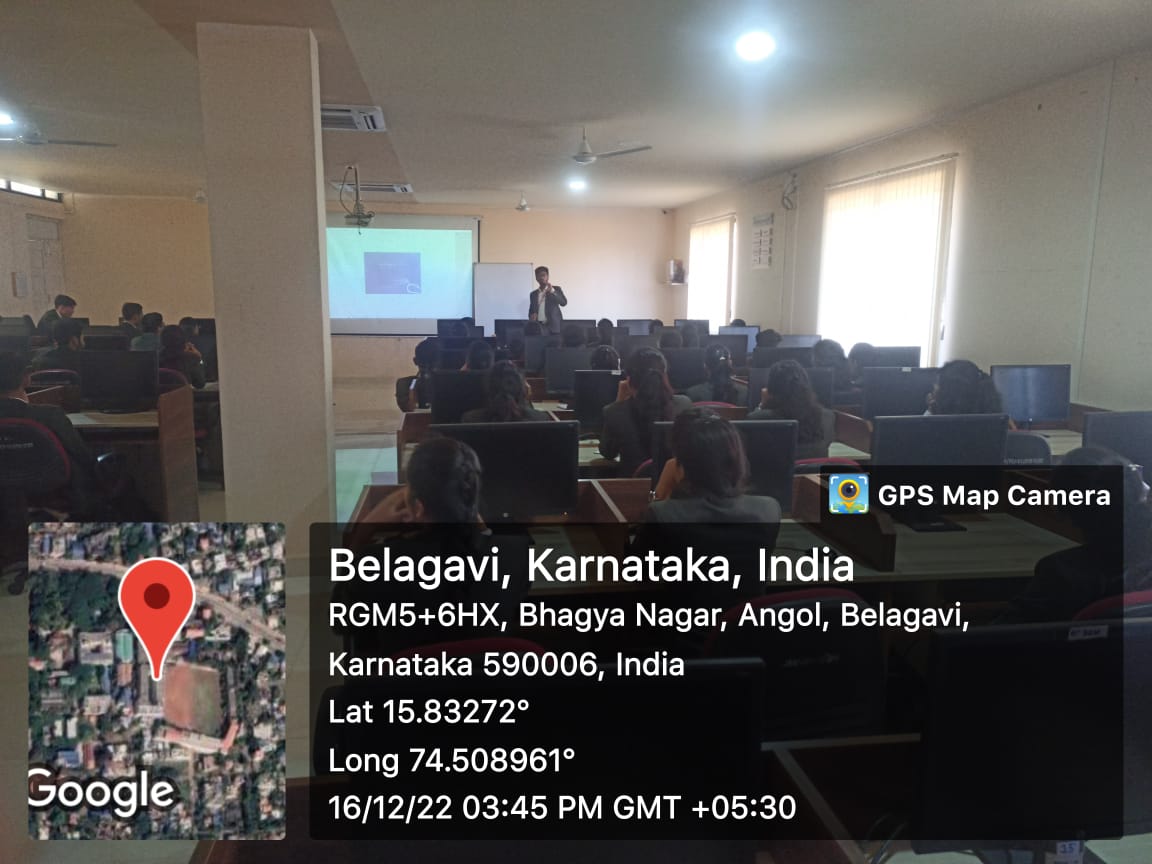 GPS Map Camera
Belagavi, Karnataka, India
RGM5+6HX, Bhagya Nagar, Angol, Belagavi,
Karnataka 590006, India
Lat 15.83272°
Long 74.508961°
16/12/22 03:45 PM GMT +05:30
Google